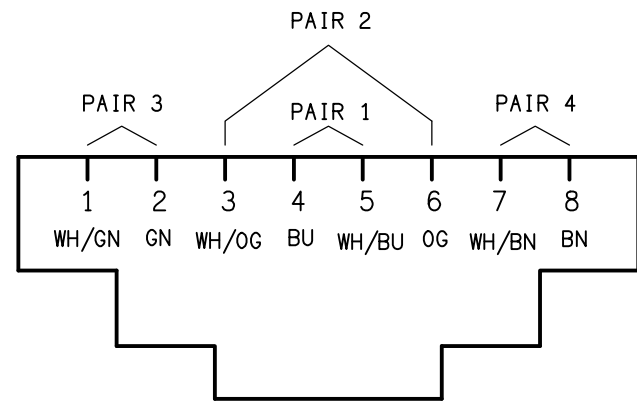 PAIR 2
PAIR 3 PAIR 1 PAIR 4
1 2 3 4 5 6 7 8
WH/GN GN WH/OG BU WH/BU OG WH/BN BN